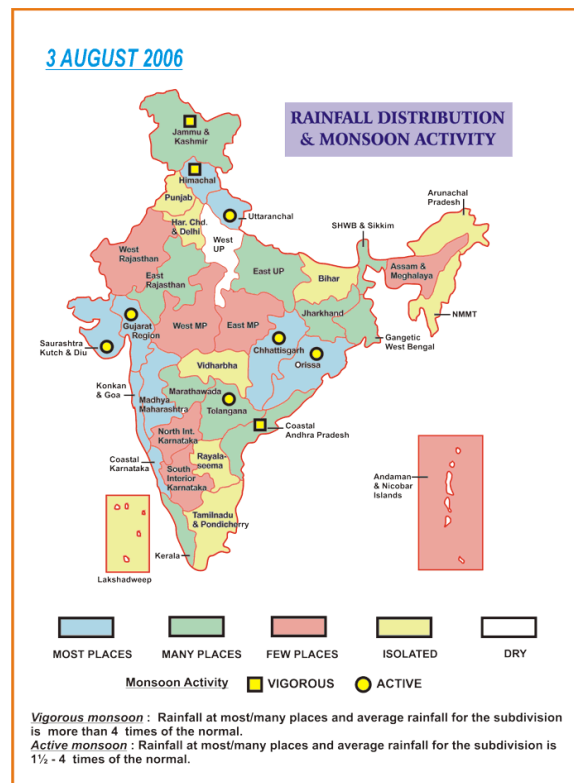 3 AUGUST 2006
RAINFALL DISTRIBUTION
& MONSOON ACTIVITY
Jammu &
Kashmir
Himachal
Punjab
Uttaranchal
Har. Chd.
& Delhi
West
UP
Arunachal
Pradesh
SHWB & Sikkim
West
Rajasthan
East
Rajasthan
East UP
Bihar
Assam &
Meghalaya
NMMT
Gujarat
Region
Saurashtra
Kutch & Diu
West MP
East MP
Jharkhand
Gangetic
West Bengal
Chhattisgarh
Orissa
Vidharbha
Konkan
& Goa
Madhya
Maharashtra
Marathawada
Tolangana
Coastal
Andhra Pradesh
North Int.
Karnataka
Coastal
Karnataka
Rayala-
seema
South
Interior
Karnataka
Andaman
& Nicobar
Islands
Tamilnadu
& Pondicherry
Kerala
Lakshadweep
MOST PLACES
MANY PLACES
FEW PLACES
ISOLATED
DRY
Monsoon Activity
VIGOROUS
ACTIVE
Vigorous monsoon : Rainfall at most/many places and average rainfall for the subdivision
is more than 4 times of the normal.
Active monsoon : Rainfall at most/many places and average rainfall for the subdivision is
1½ - 4 times of the normal.